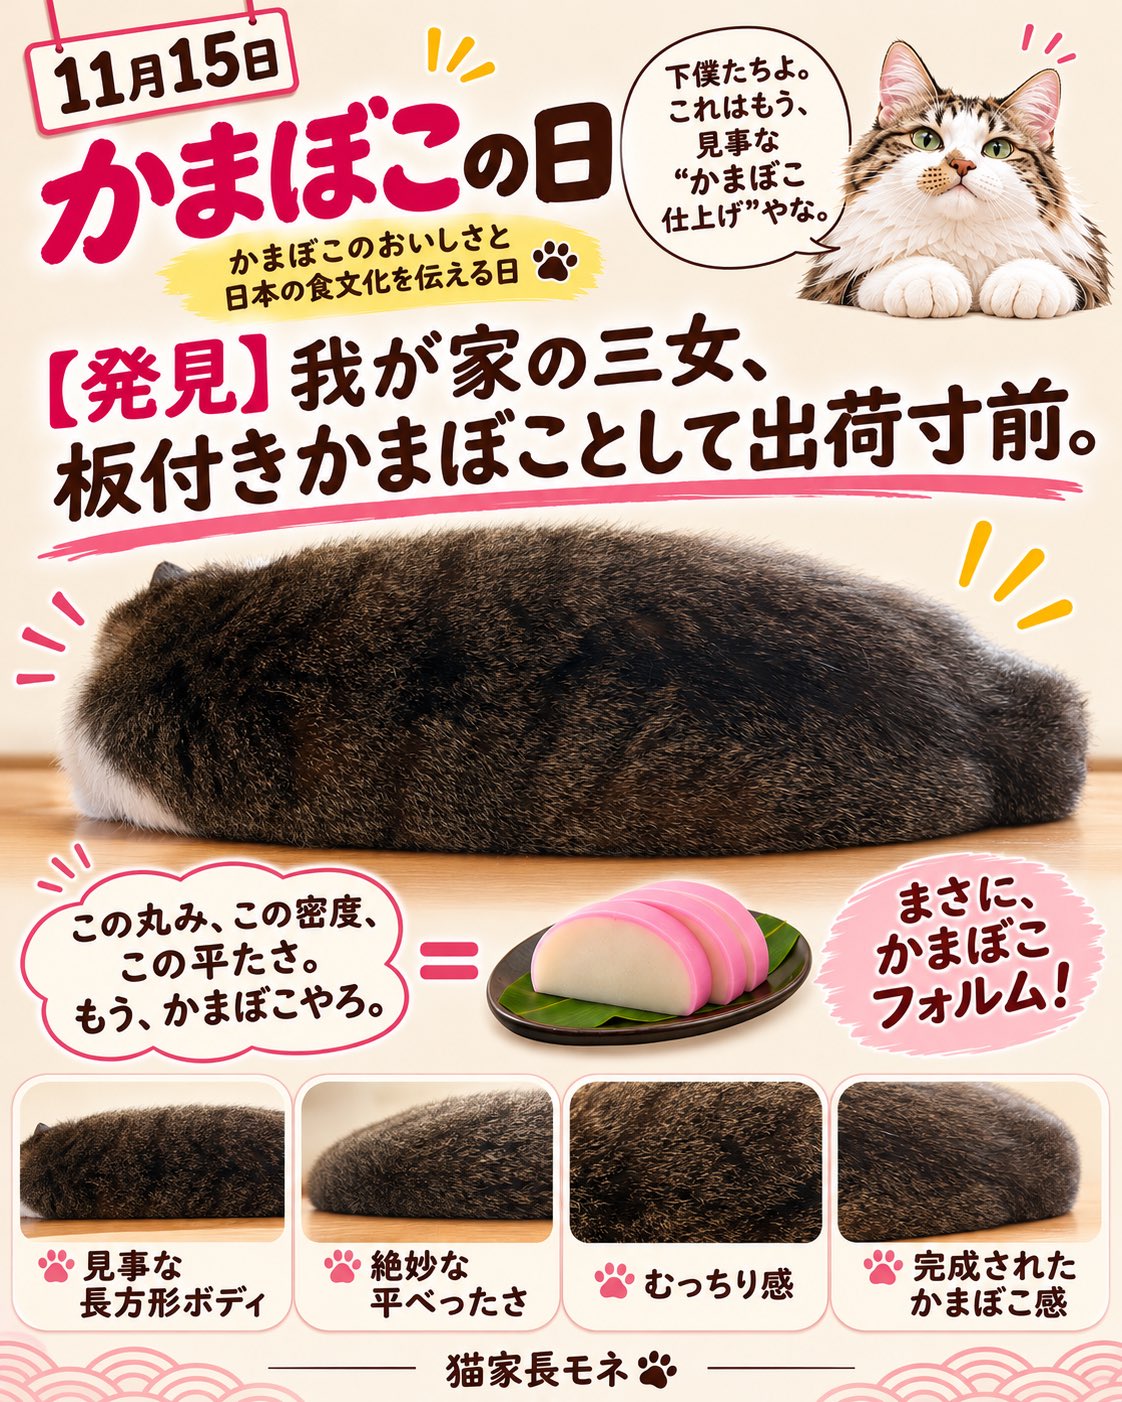 11月15日
かまぼこの日
かまぼこのおいしさと
日本の食文化を伝える日
下僕たちよ。
これはもう、
見事な
“かまぼこ
仕上げ”やな。
【発見】我が家の三女、
板付きかまぼことして出荷寸前。
この丸み、この密度、
この平たさ。
もう、かまぼこやろ。
=
まさに、
かまぼこ
フォルム!
見事な
長方形ボディ
絶妙な
平べったさ
むっちり感
完成された
かまぼこ感
猫家長モネ